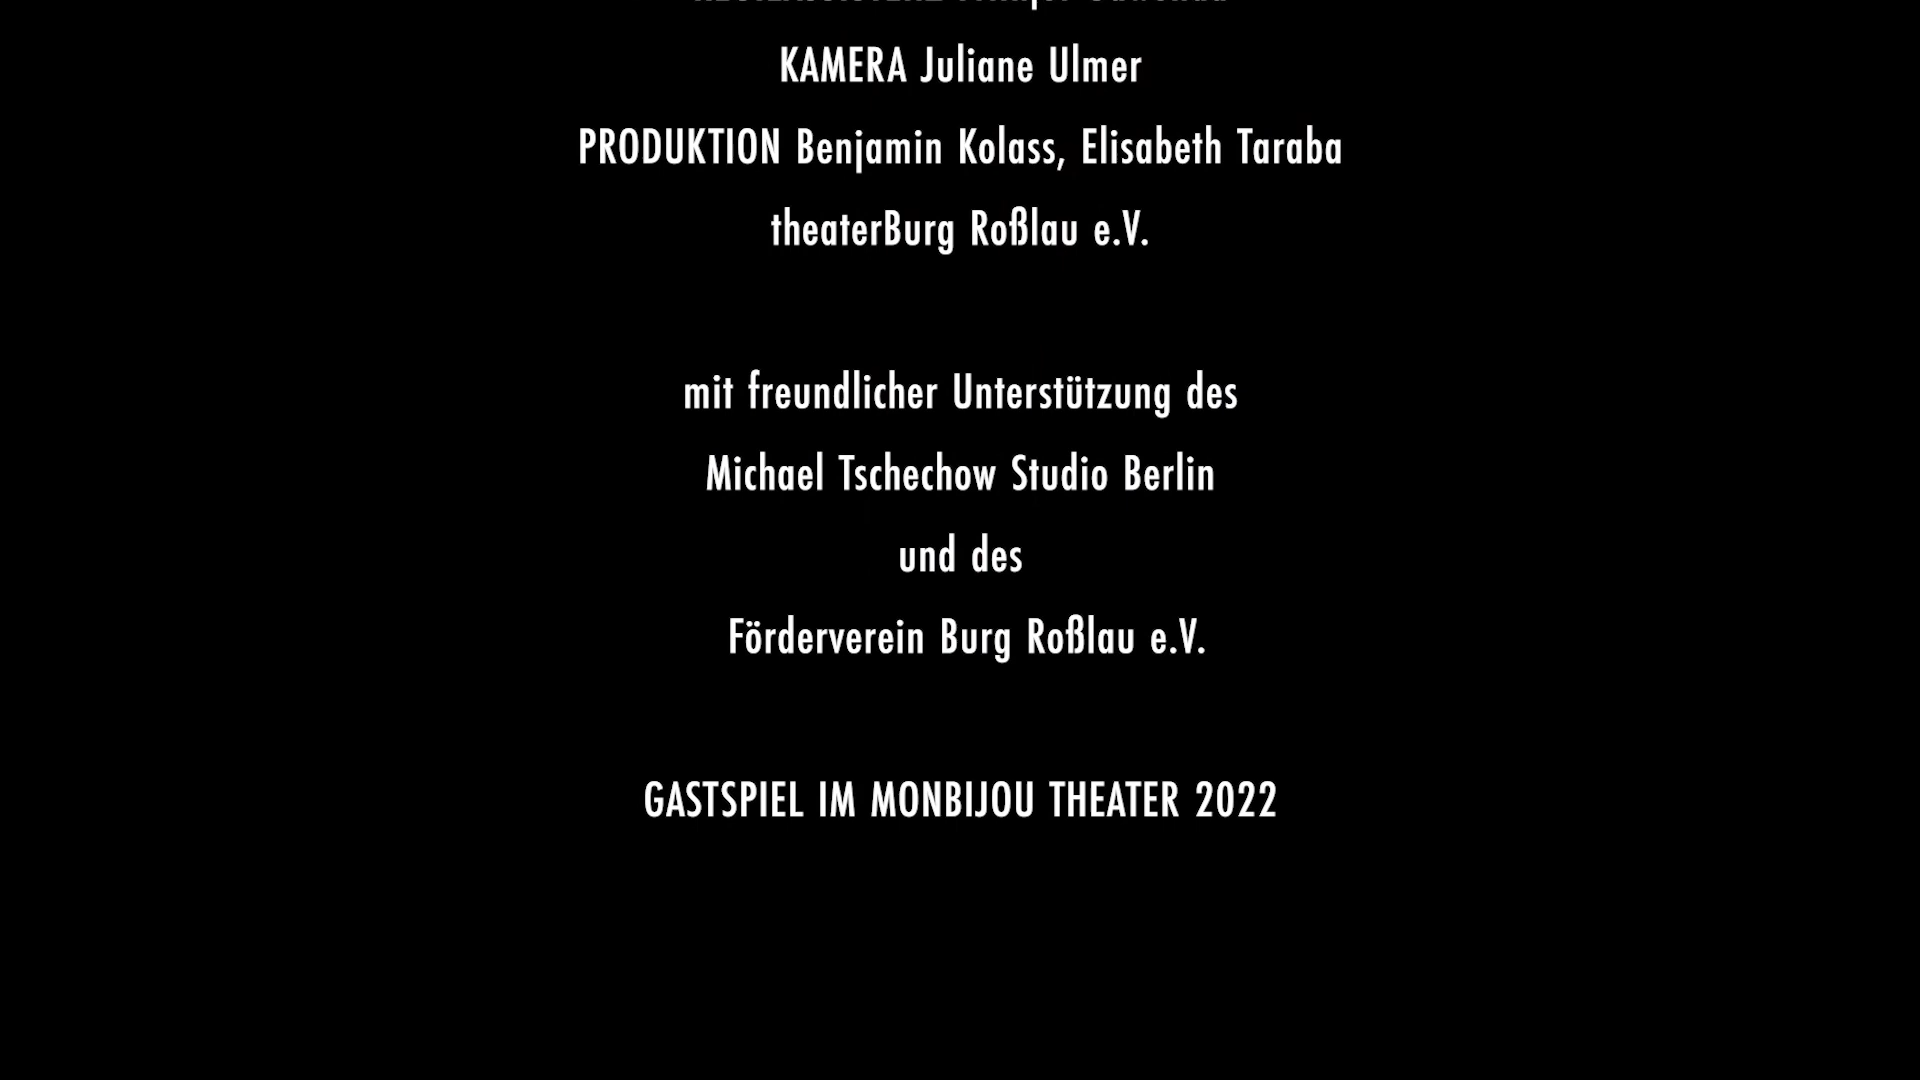 KAMERA Juliane Ulmer
PRODUKTION Benjamin Kolass, Elisabeth Taraba
theaterBurg Roßlau e.V.
mit freundlicher Unterstützung des
Michael Tschechow Studio Berlin
und des
Förderverein Burg Roßlau e.V.
GASTSPIEL IM MONBIJOU THEATER 2022